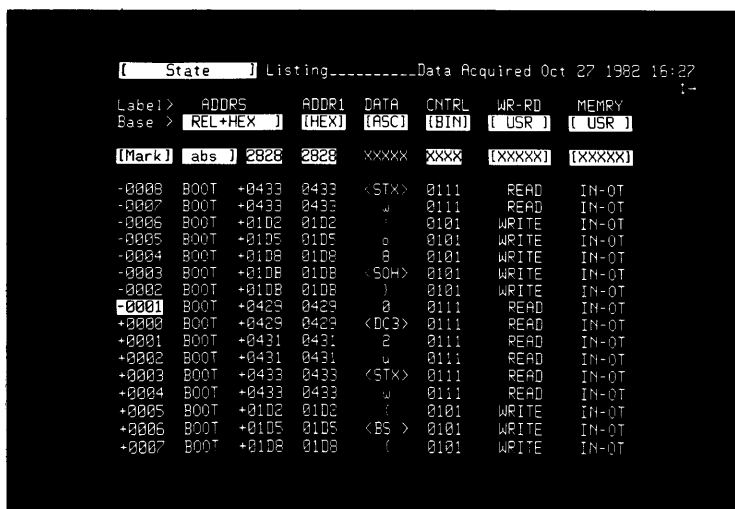 [ State ] Listing__________Data Acquired Oct 27 1982 16:27
Label> ADDRS ADDR1 DATA CNTRL WR-RD MEMRY
Base > REL+HEX ] [HEX] [ASC] [BIN] [ USR ] [ USR ]
[Mark] abs ] 2828 2828 XXXXX XXXX [XXXXX] [XXXXX]
-0008 BOOT +0433 0433 <STX> 0111 READ IN-OT
-0007 BOOT +0433 0433 w 0111 READ IN-OT
-0006 BOOT +01D2 01D2 0101 WRITE IN-OT
-0005 BOOT +01D5 01D5 o 0101 WRITE IN-OT
-0004 BOOT +01D8 01D8 8 0101 WRITE IN-OT
-0003 BOOT +01DB 01DB <SOH> 0101 WRITE IN-OT
-0002 BOOT +01DB 01DB } 0101 WRITE IN-OT
-0001 BOOT +0429 0429 0 0111 READ IN-OT
+0000 BOOT +0429 0429 <DC3> 0111 READ IN-OT
+0001 BOOT +0431 0431 2 0111 READ IN-OT
+0002 BOOT +0431 0431 u 0111 READ IN-OT
+0003 BOOT +0433 0433 <STX> 0111 READ IN-OT
+0004 BOOT +0433 0433 w 0111 READ IN-OT
+0005 BOOT +01D2 01D2 ( 0101 WRITE IN-OT
+0006 BOOT +01D5 01D5 <BS > 0101 WRITE IN-OT
+0007 BOOT +01D8 01D8 ( 0101 WRITE IN-OT